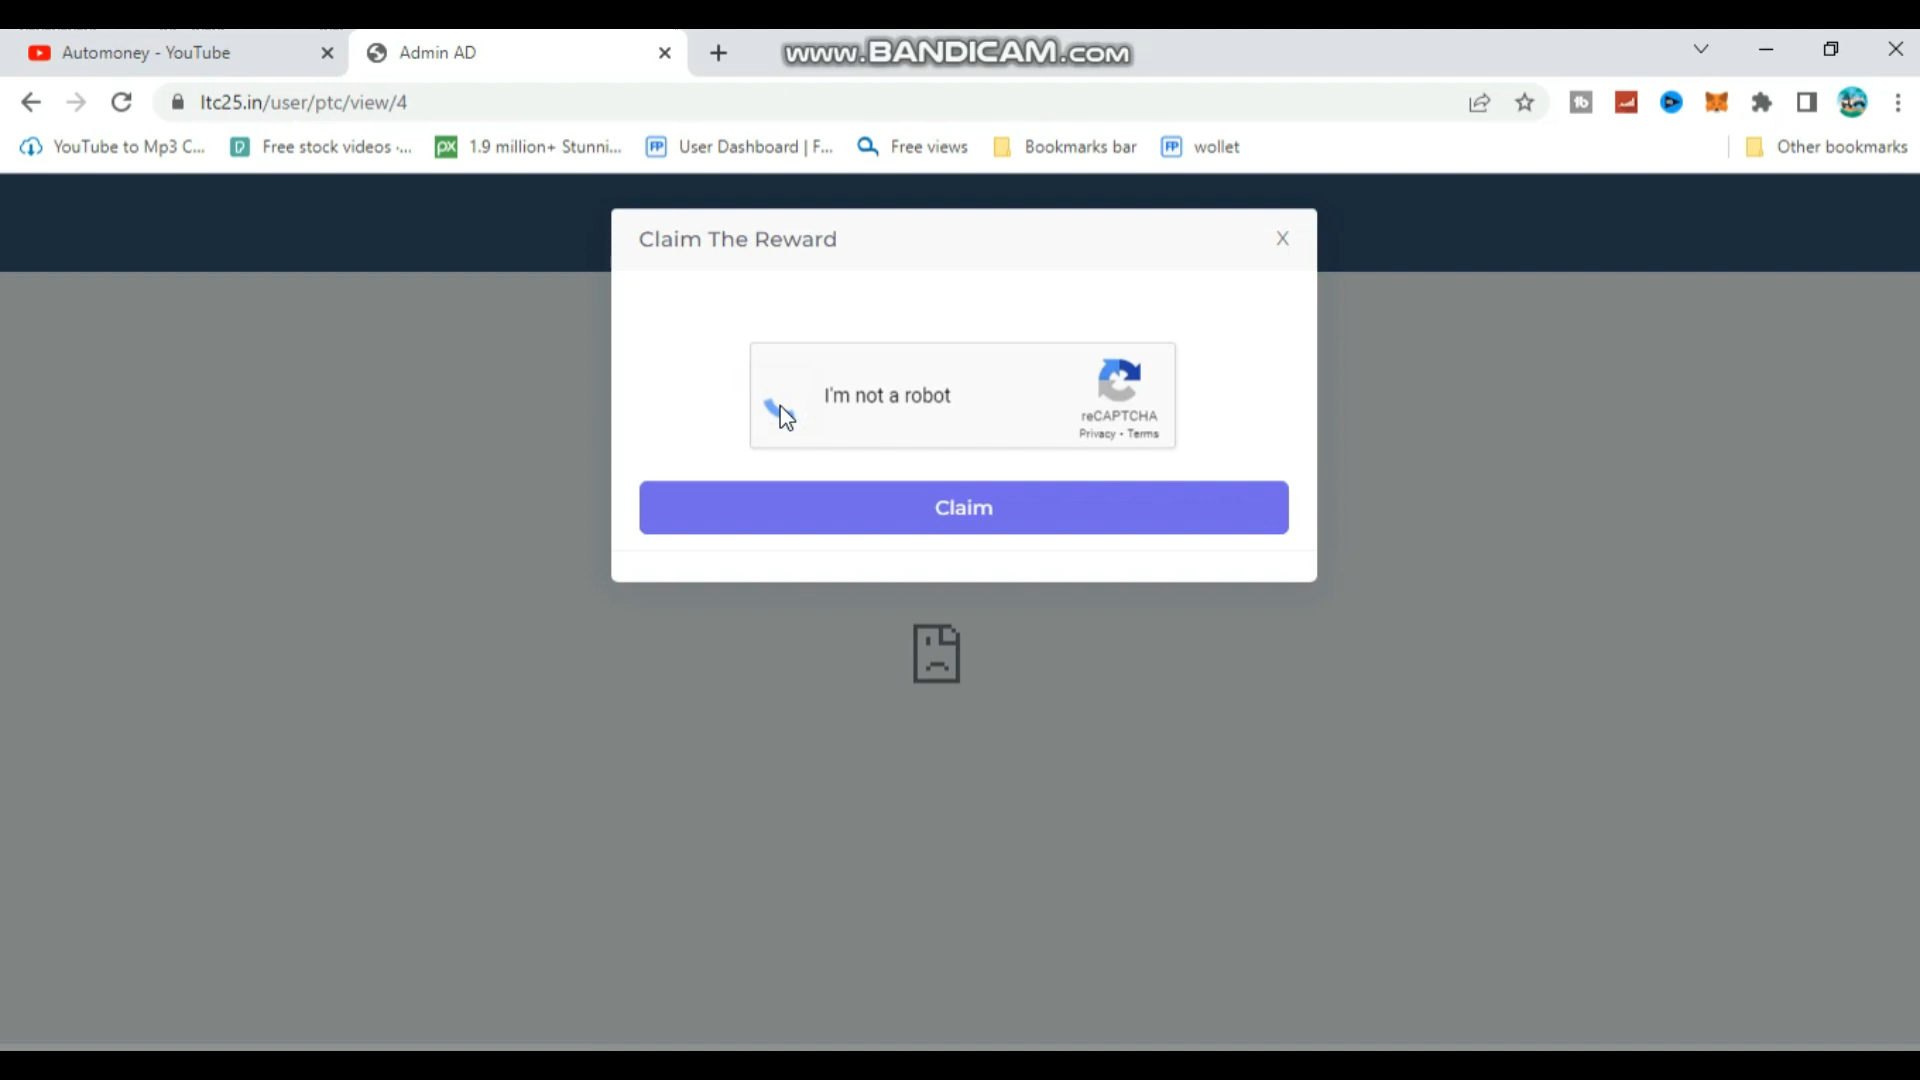 Automoney - YouTube
Admin AD
www.BANDICAM.com
ltc25.in/user/ptc/view/4
YouTube to Mp3 C...
Free stock videos ·...
1.9 million+ Stunni...
User Dashboard | F...
Free views
Bookmarks bar
wollet
Other bookmarks
Claim The Reward
X
I'm not a robot
reCAPTCHA
Privacy • Terms
Claim